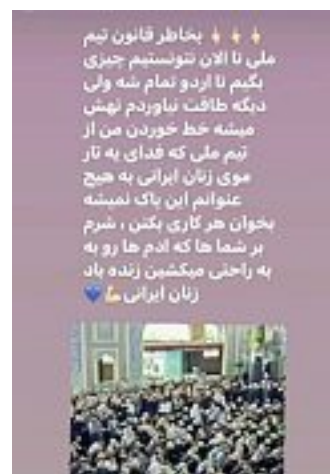 👇👇👇 بخاطر قانون تیم
ملی تا الان نتونستیم چیزی
بگیم تا اردو تمام شه ولی
دیگه طاقت نیاوردم تهش
میشه خط خوردن من از
تیم ملی که فدای یه تار
موی زنان ایرانی به هیچ
عنوانم این پاک نمیشه
بخوان هر کاری بکنن ، شرم
بر شما ها که ادم ها رو به
به راحتی میکشین زنده باد
زنان ایرانی💪💙